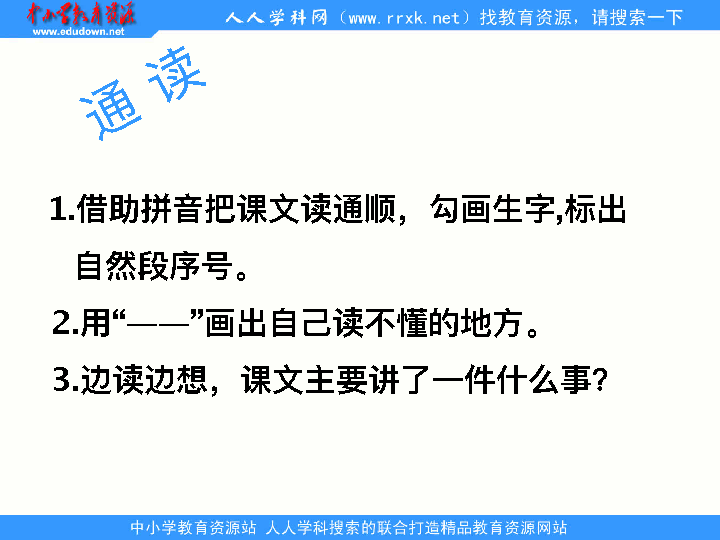 中小学教育资源
www.edudown.net
人人学科网（www.rrxk.net）找教育资源，请搜索一下
通读
1.借助拼音把课文读通顺，勾画生字,标出
自然段序号。
2.用“——”画出自己读不懂的地方。
3.边读边想，课文主要讲了一件什么事?
中小学教育资源站 人人学科搜索的联合打造精品教育资源网站